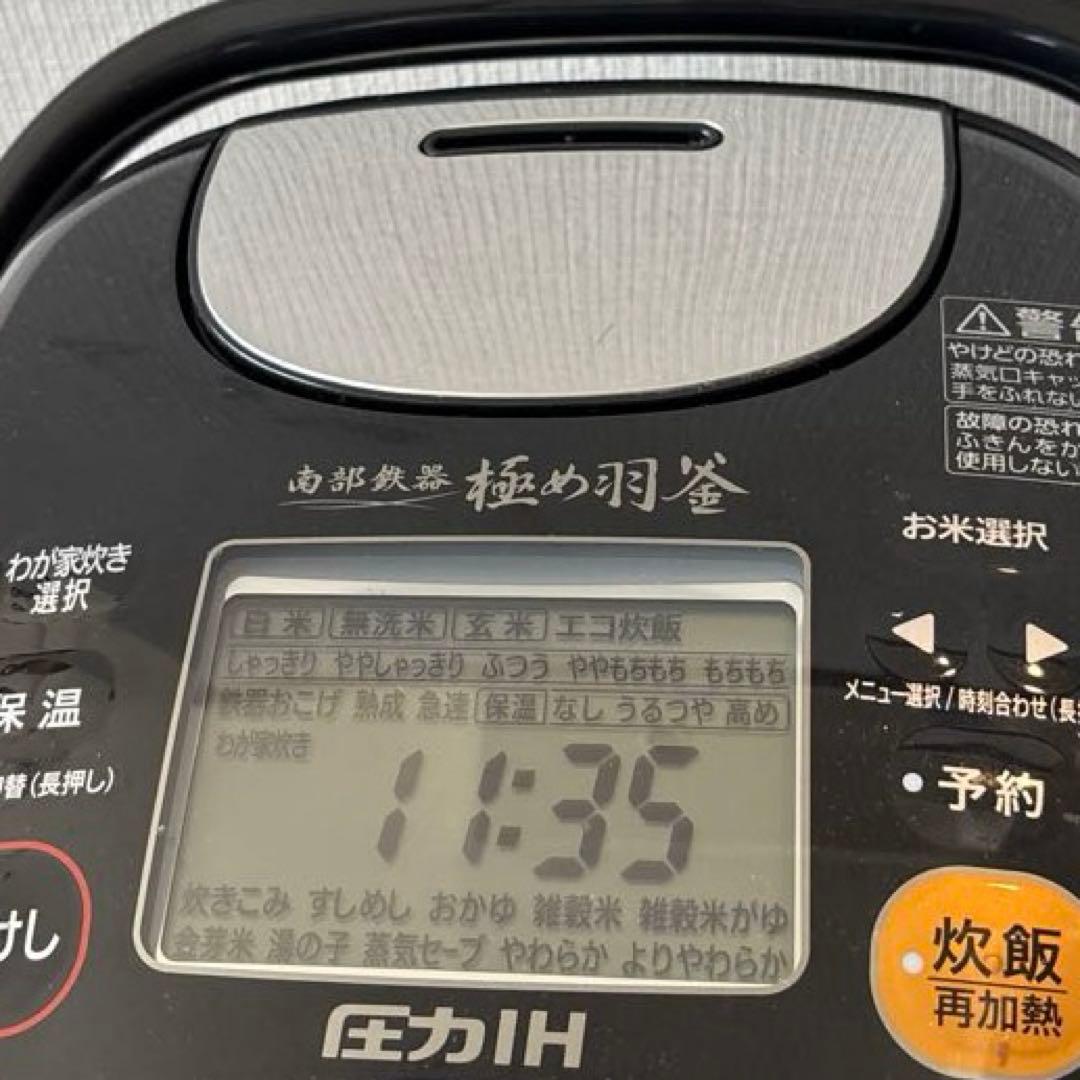 警告
やけどの恐れ
蒸気口キャッ
手をふれない
故障の恐れ
ふきんをか
使用しない
南部鉄器 極め羽釜
お米選択
わが家炊き
選択
白米 無洗米 玄米 エコ炊飯
しゃっきり ややしゃっきり ふつう ややもちもち もちもち
鉄器おこげ 熟成 急速 保温 なし うるつや 高め
わが家炊き
11:35
炊きこみ すしめし おかゆ 雑穀米 雑穀米がゆ
金芽米 湯の子 蒸気セーブ やわらか よりやわらか
保温
替(長押し)
けし
◀ ▶
メニュー選択/時刻合わせ(長
予約
炊飯
再加熱
圧力IH